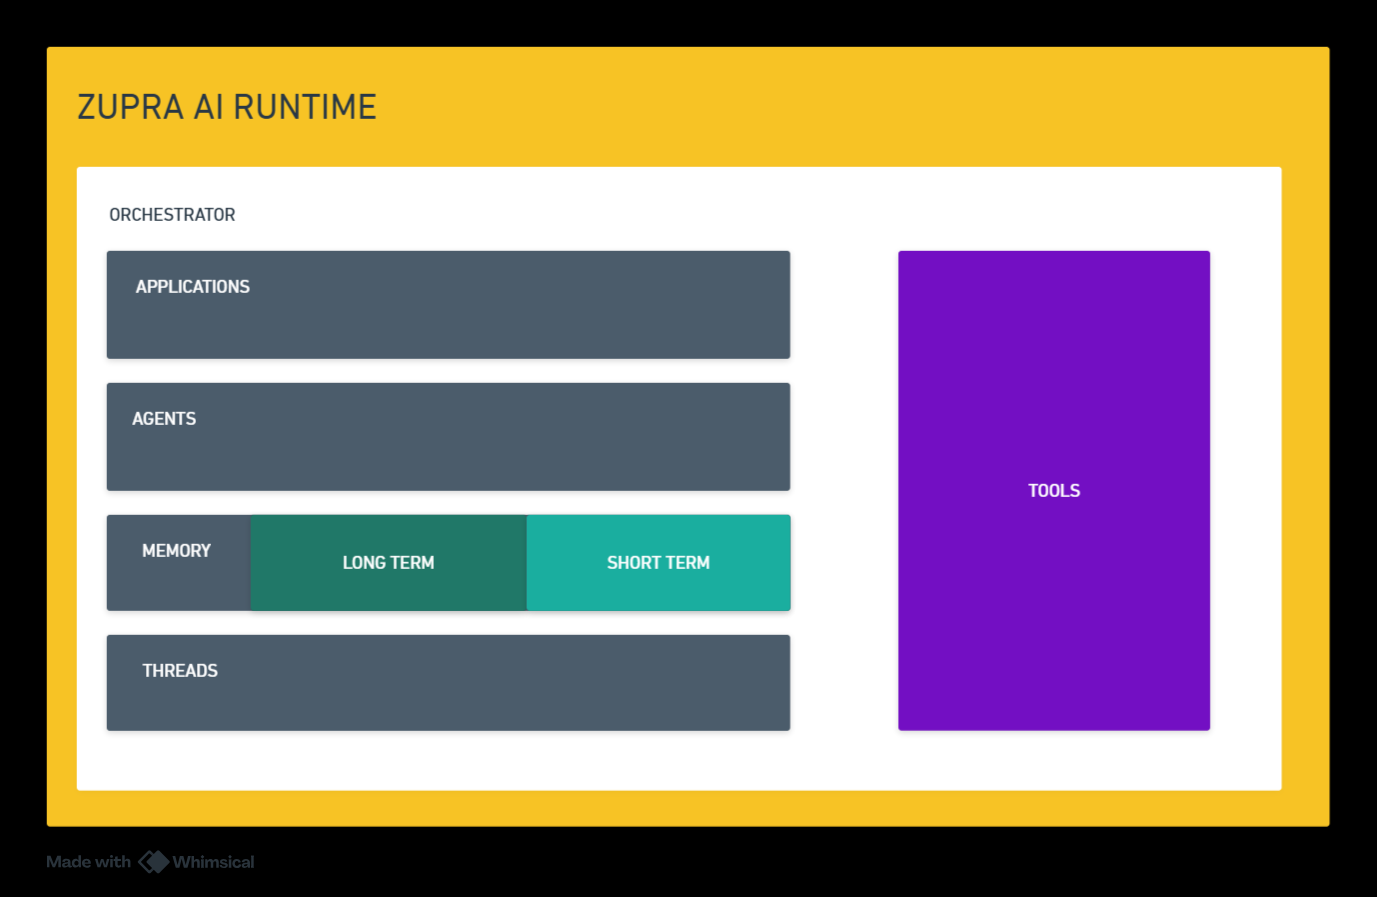 ZUPRA AI RUNTIME
ORCHESTRATOR
APPLICATIONS
AGENTS
MEMORY
LONG TERM
SHORT TERM
THREADS
TOOLS
Made with Whimsical